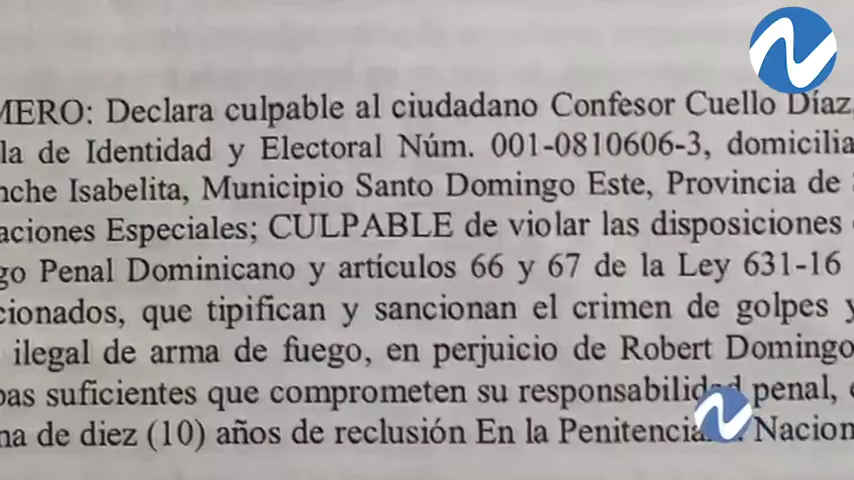 MERO: Declara culpable al ciudadano Confesor Cuello Díaz,
la de Identidad y Electoral Núm. 001-0810606-3, domicilia
nche Isabelita, Municipio Santo Domingo Este, Provincia de
aciones Especiales; CULPABLE de violar las disposiciones
go Penal Dominicano y artículos 66 y 67 de la Ley 631-16
cionados, que tipifican y sancionan el crimen de golpes y
ilegal de arma de fuego, en perjuicio de Robert Domingo
bas suficientes que comprometen su responsabilidad penal,
na de diez (10) años de reclusión En la Penitencia Nacion